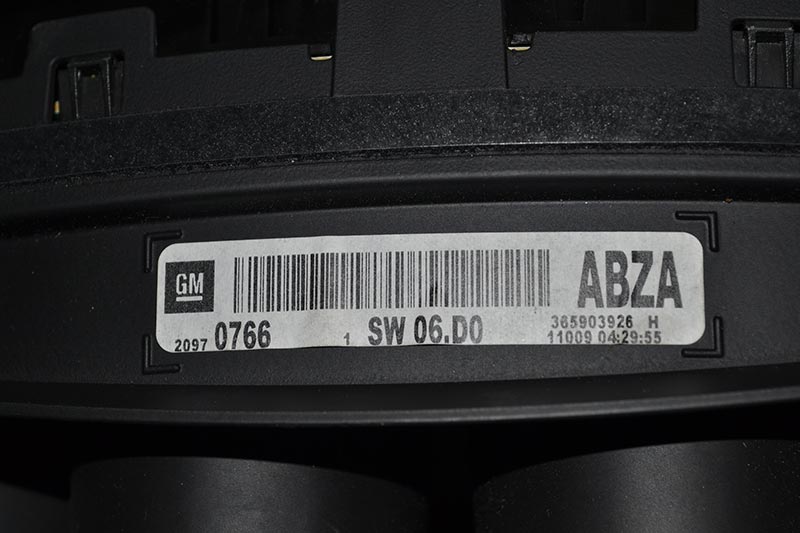 GM
ABZA
2097 0766
1 SW 06.D0
365903926 H
11009 04:29:55